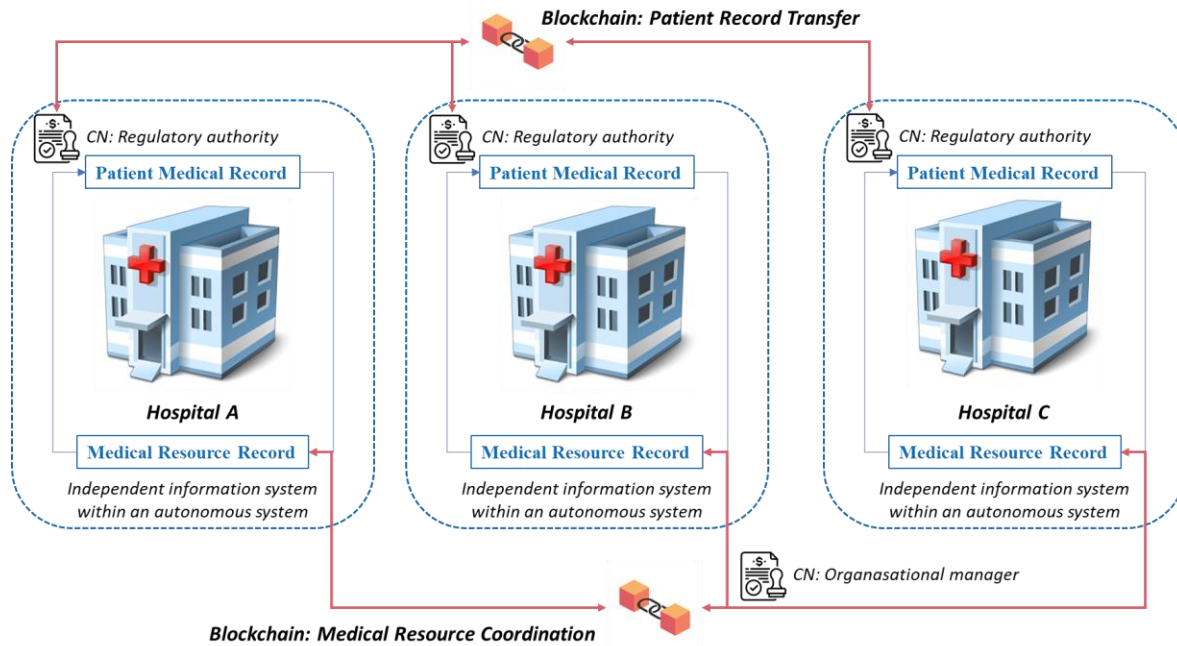 Blockchain: Patient Record Transfer
CN: Regulatory authority
CN: Regulatory authority
CN: Regulatory authority
Patient Medical Record
Patient Medical Record
Patient Medical Record
Hospital A
Hospital B
Hospital C
Medical Resource Record
Medical Resource Record
Medical Resource Record
Independent information system
within an autonomous system
Independent information system
within an autonomous system
Independent information system
within an autonomous system
CN: Organasational manager
Blockchain: Medical Resource Coordination